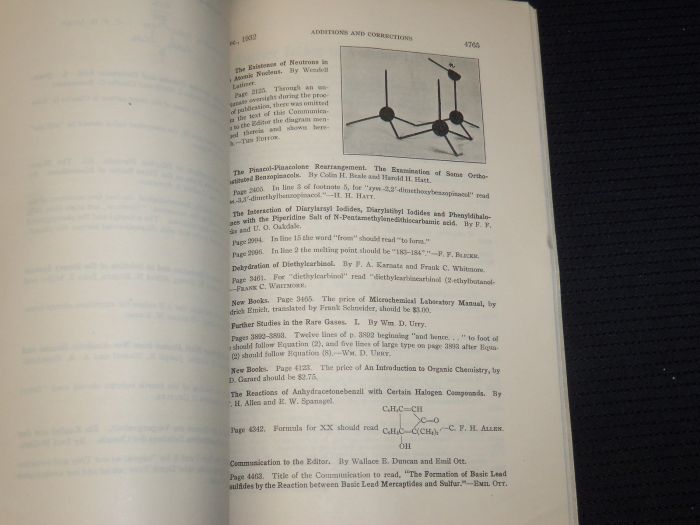 1932
ADDITIONS AND CORRECTIONS
4765
The Existence of Neutrons in
Atomic Nucleus. By Wendell
Latimer.
Page 3125. Through an un-
oversight during the proc-
of publication, there was omitted
the text of this Communica-
to the Editor the diagram men-
therein and shown here-
—THE EDITOR.
The Pinacol-Pinacolone Rearrangement. The Examination of Some Ortho-
stituted Benzopinacols. By Colin H. Beale and Harold H. Hatt.
Page 2405. In line 3 of footnote 5, for "sym.-2,2'-dimethoxybenzopinacol" read
-3,3'-dimethylbenzopinacol."—H. H. HATT.
The Interaction of Diarylarsyl Iodides, Diarylstibyl Iodides and Phenyldihalo-
with the Piperidine Salt of N-Pentamethylenedithiocarbamic acid. By F. F.
and U. O. Oakdale.
Page 2994. In line 15 the word "from" should read "to form."
Page 2996. In line 2 the melting point should be "183–184°."—F. F. BLICKE.
Dehydration of Diethylcarbinol. By F. A. Karnatz and Frank C. Whitmore.
Page 3461. For "diethylcarbinol" read "diethylcarbincarbinol (2-ethylbutanol-
—FRANK C. WHITMORE.
New Books. Page 3465. The price of Microchemical Laboratory Manual, by
drich Emich, translated by Frank Schneider, should be $3.00.
Further Studies in the Rare Gases. I. By Wm. D. Urry.
Pages 3892–3893. Twelve lines of p. 3892 beginning "and hence. . . " to foot of
should follow Equation (2), and five lines of large type on page 3893 after Equa-
(2) should follow Equation (8).—WM. D. URRY.
New Books. Page 4123. The price of An Introduction to Organic Chemistry, by
D. Garard should be $2.75.
The Reactions of Anhydracetonebenzil with Certain Halogen Compounds. By
H. Allen and E. W. Spanagel.
C₆H₅C=CH
C=O
Page 4342. Formula for XX should read C₆H₅C—C(CH₃)₂ —C. F. H. ALLEN.
OH
Communication to the Editor. By Wallace E. Duncan and Emil Ott.
Page 4463. Title of the Communication to read, "The Formation of Basic Lead
sulfides by the Reaction between Basic Lead Mercaptides and Sulfur."—EMIL OTT.